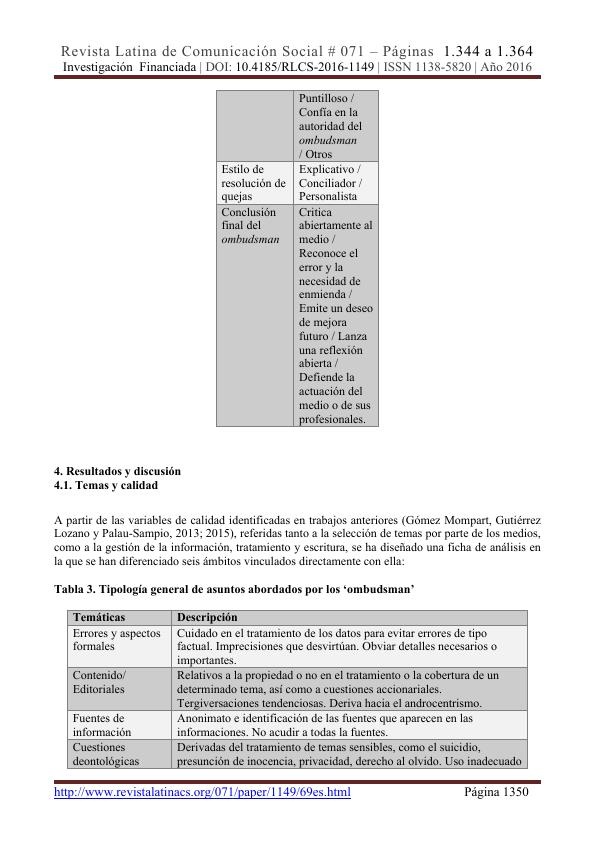 Revista Latina de Comunicación Social # 071 – Páginas 1.344 a 1.364
Investigación Financiada | DOI: 10.4185/RLCS-2016-1149 | ISSN 1138-5820 | Año 2016
Puntilloso /
Confía en la
autoridad del
ombudsman
/ Otros
Estilo de
resolución de
quejas
Explicativo /
Conciliador /
Personalista
Conclusión
final del
ombudsman
Critica
abiertamente al
medio /
Reconoce el
error y la
necesidad de
enmienda /
Emite un deseo
de mejora
futuro / Lanza
una reflexión
abierta /
Defiende la
actuación del
medio o de sus
profesionales.
4. Resultados y discusión
4.1. Temas y calidad
A partir de las variables de calidad identificadas en trabajos anteriores (Gómez Mompart, Gutiérrez
Lozano y Palau-Sampio, 2013; 2015), referidas tanto a la selección de temas por parte de los medios,
como a la gestión de la información, tratamiento y escritura, se ha diseñado una ficha de análisis en
la que se han diferenciado seis ámbitos vinculados directamente con ella:
Tabla 3. Tipología general de asuntos abordados por los ‘ombudsman’
Temáticas
Descripción
Errores y aspectos
formales
Cuidado en el tratamiento de los datos para evitar errores de tipo
factual. Imprecisiones que desvirtúan. Obviar detalles necesarios o
importantes.
Contenido/
Editoriales
Relativos a la propiedad o no en el tratamiento o la cobertura de un
determinado tema, así como a cuestiones accionariales.
Tergiversaciones tendenciosas. Deriva hacia el androcentrismo.
Fuentes de
información
Anonimato e identificación de las fuentes que aparecen en las
informaciones. No acudir a todas la fuentes.
Cuestiones
deontológicas
Derivadas del tratamiento de temas sensibles, como el suicidio,
presunción de inocencia, privacidad, derecho al olvido. Uso inadecuado
http://www.revistalatinacs.org/071/paper/1149/69es.html
Página 1350